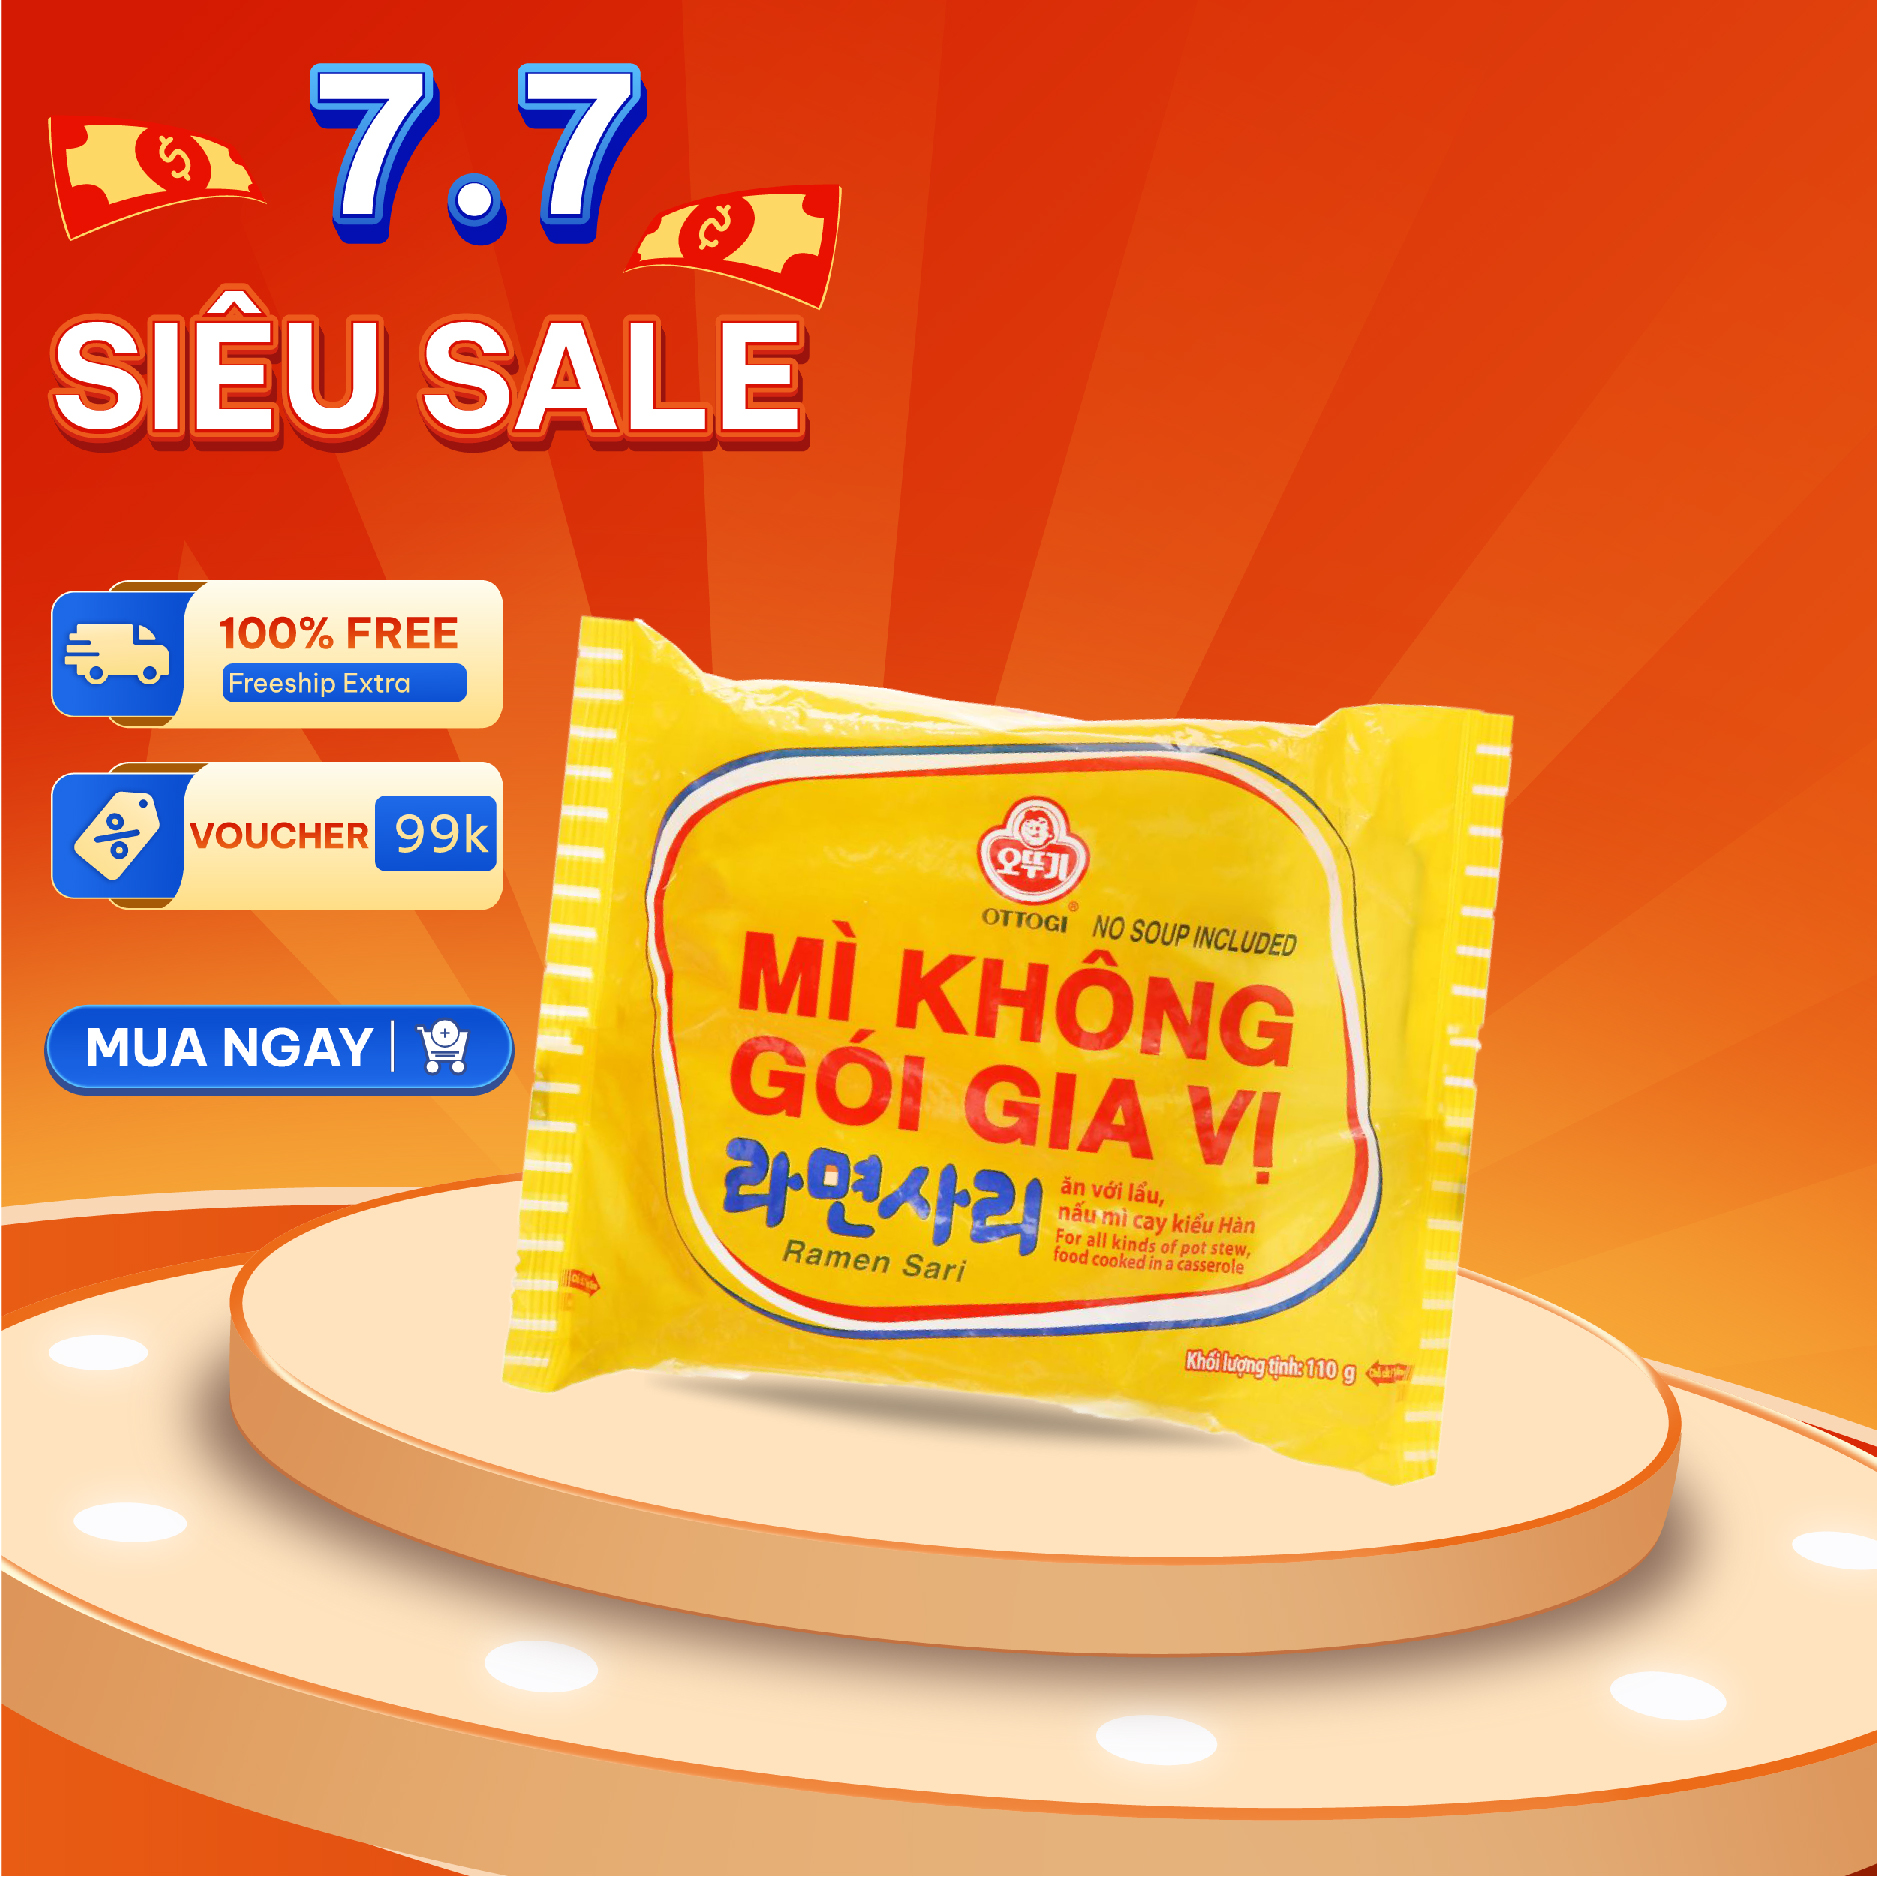 7.7
SIÊU SALE
100% FREE
Freeship Extra
VOUCHER 99k
MUA NGAY
오뚜기
OTTOGI ® NO SOUP INCLUDED
MÌ KHÔNG
GÓI GIA VỊ
라면사리
Ramen Sari
ăn với lẩu,
nấu mì cay kiểu Hàn
For all kinds of pot stew,
food cooked in a casserole
Khối lượng tịnh: 110 g